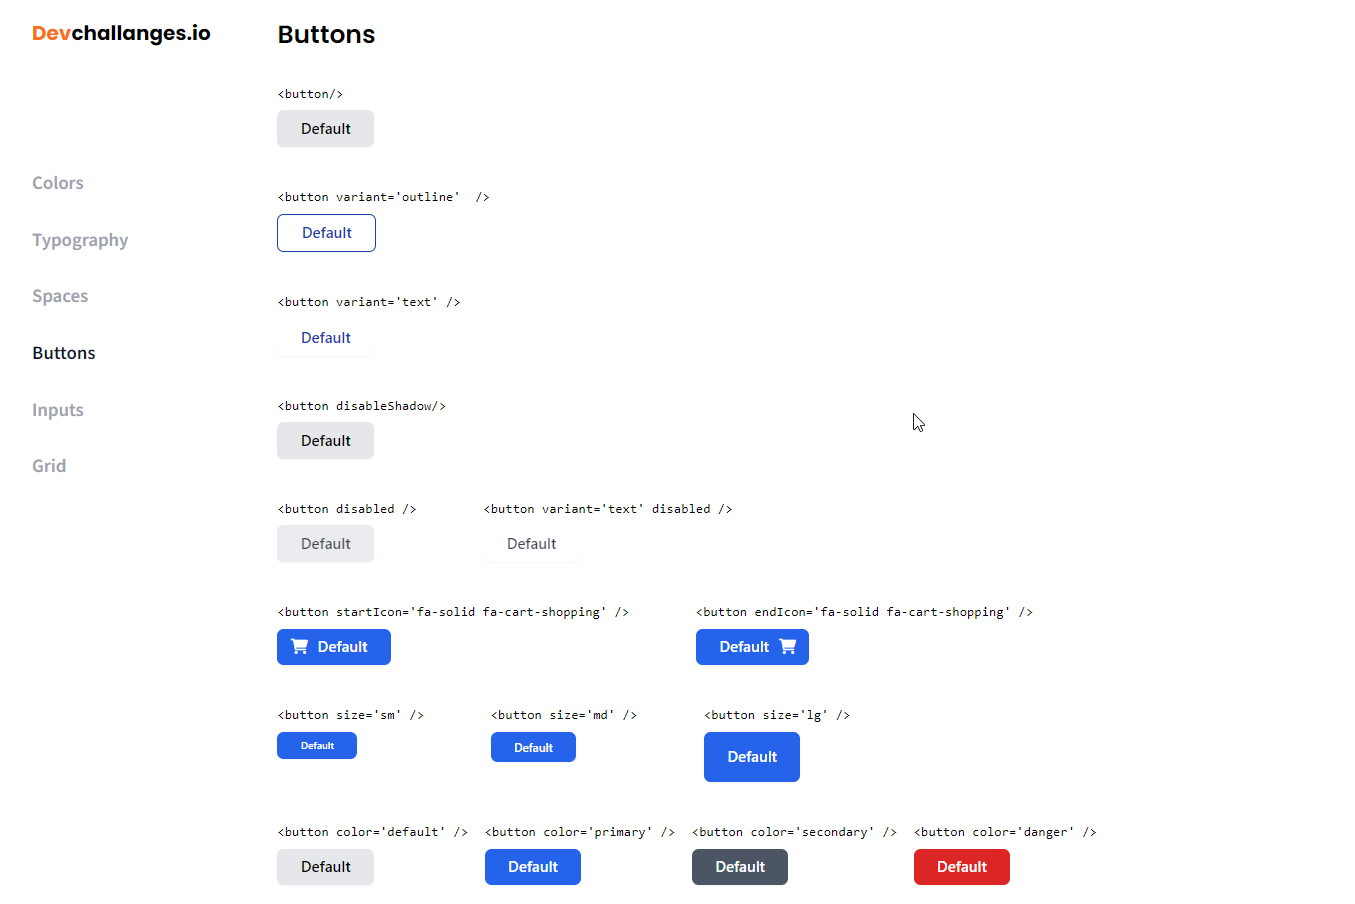 Devchallanges.io
Colors
Typography
Spaces
Buttons
Inputs
Grid
Buttons
<button/>
Default
<button variant='outline'  />
Default
<button variant='text' />
Default
<button disableShadow/>
Default
<button disabled />
Default
<button variant='text' disabled />
Default
<button startIcon='fa-solid fa-cart-shopping' />
Default
<button endIcon='fa-solid fa-cart-shopping' />
Default
<button size='sm' />
Default
<button size='md' />
Default
<button size='lg' />
Default
<button color='default' />
Default
<button color='primary' />
Default
<button color='secondary' />
Default
<button color='danger' />
Default